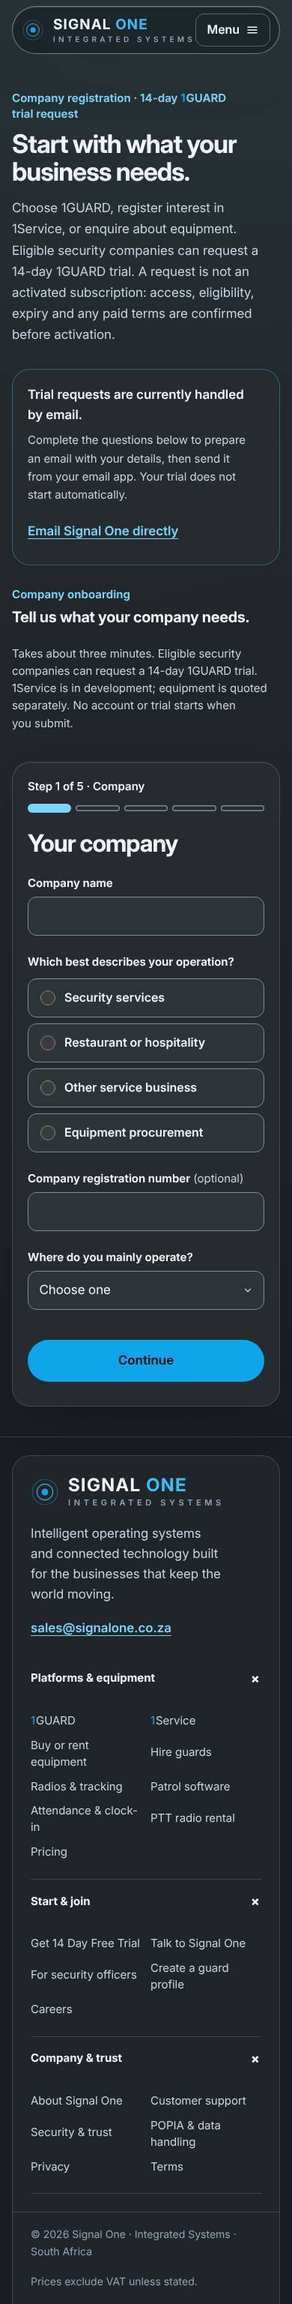 SIGNAL ONE
INTEGRATED SYSTEMS
Menu
Company registration · 14-day 1GUARD
trial request
Start with what your
business needs.
Choose 1GUARD, register interest in
1Service, or enquire about equipment.
Eligible security companies can request a
14-day 1GUARD trial. A request is not an
activated subscription: access, eligibility,
expiry and any paid terms are confirmed
before activation.
Trial requests are currently handled
by email.
Complete the questions below to prepare
an email with your details, then send it
from your email app. Your trial does not
start automatically.
Email Signal One directly
Company onboarding
Tell us what your company needs.
Takes about three minutes. Eligible security
companies can request a 14-day 1GUARD trial.
1Service is in development; equipment is quoted
separately. No account or trial starts when
you submit.
Step 1 of 5 · Company
Your company
Company name
Which best describes your operation?
Security services
Restaurant or hospitality
Other service business
Equipment procurement
Company registration number (optional)
Where do you mainly operate?
Choose one
Continue
SIGNAL ONE
INTEGRATED SYSTEMS
Intelligent operating systems
and connected technology built
for the businesses that keep the
world moving.
sales@signalone.co.za
Platforms & equipment
1GUARD
1Service
Buy or rent
equipment
Hire guards
Radios & tracking
Patrol software
Attendance & clock-
in
PTT radio rental
Pricing
Start & join
Get 14 Day Free Trial
Talk to Signal One
For security officers
Create a guard
profile
Careers
Company & trust
About Signal One
Customer support
Security & trust
POPIA & data
handling
Privacy
Terms
© 2026 Signal One · Integrated Systems ·
South Africa
Prices exclude VAT unless stated.